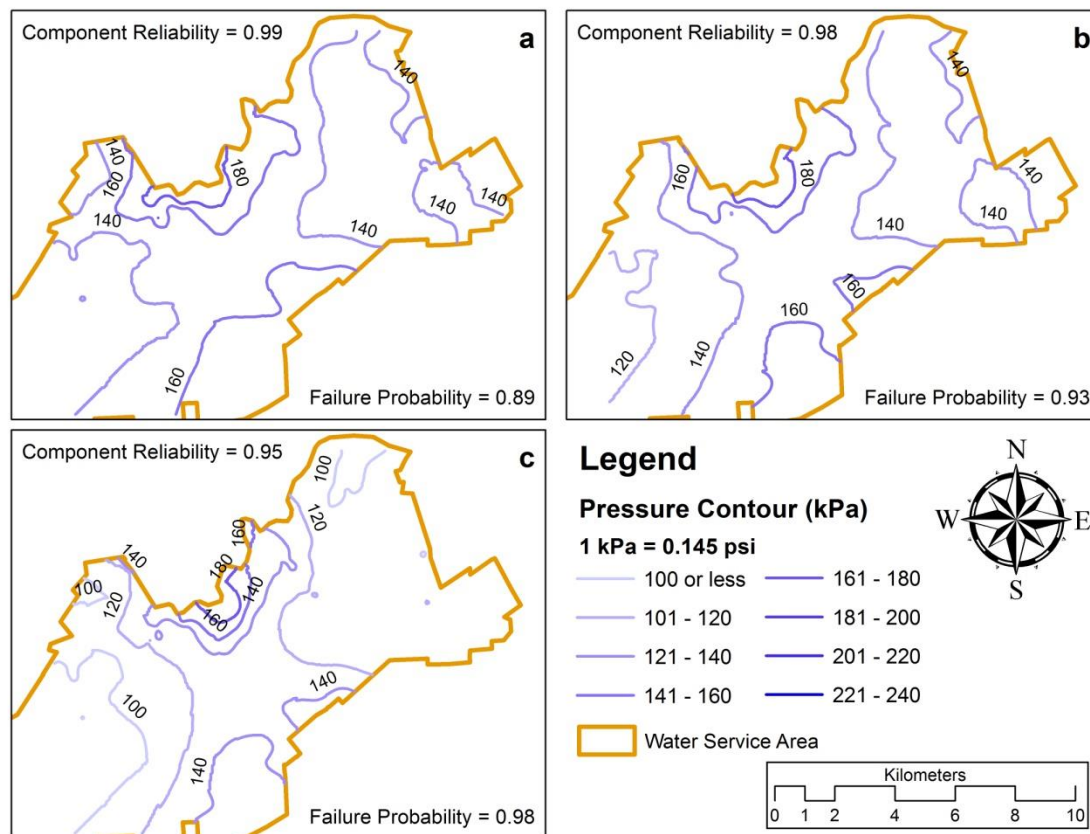 Component Reliability = 0.99
a
140
140
160
180
140
140
140
140
160
Failure Probability = 0.89
Component Reliability = 0.98
b
140
160
180
140
140
140
160
160
120
140
Failure Probability = 0.93
Component Reliability = 0.95
c
100
120
160
140
180
100
120
140
160
140
100
140
Failure Probability = 0.98
Legend
Pressure Contour (kPa)
1 kPa = 0.145 psi
100 or less
101 - 120
121 - 140
141 - 160
161 - 180
181 - 200
201 - 220
221 - 240
Water Service Area
N
W E
S
Kilometers
0 1 2 4 6 8 10